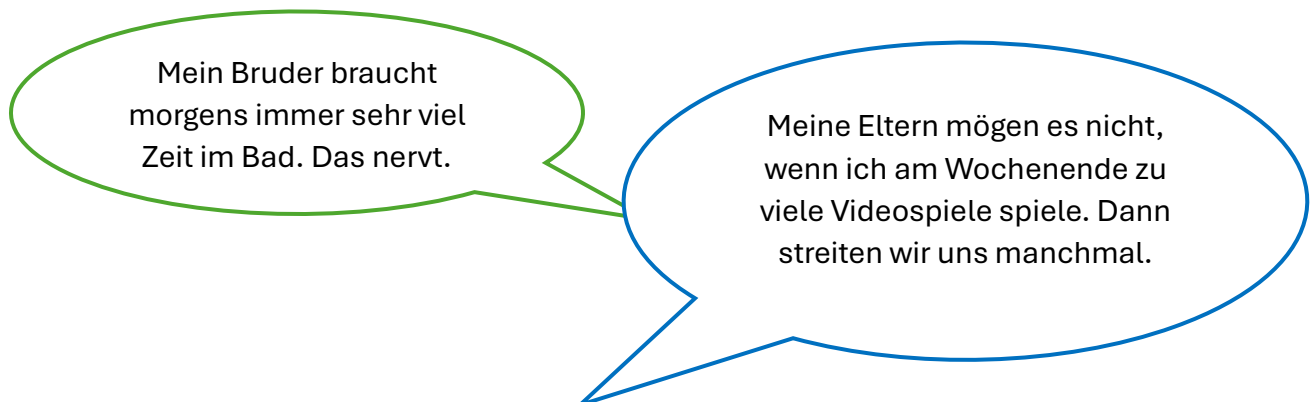 Mein Bruder braucht
morgens immer sehr viel
Zeit im Bad. Das nervt.
Meine Eltern mögen es nicht,
wenn ich am Wochenende zu
viele Videospiele spiele. Dann
streiten wir uns manchmal.